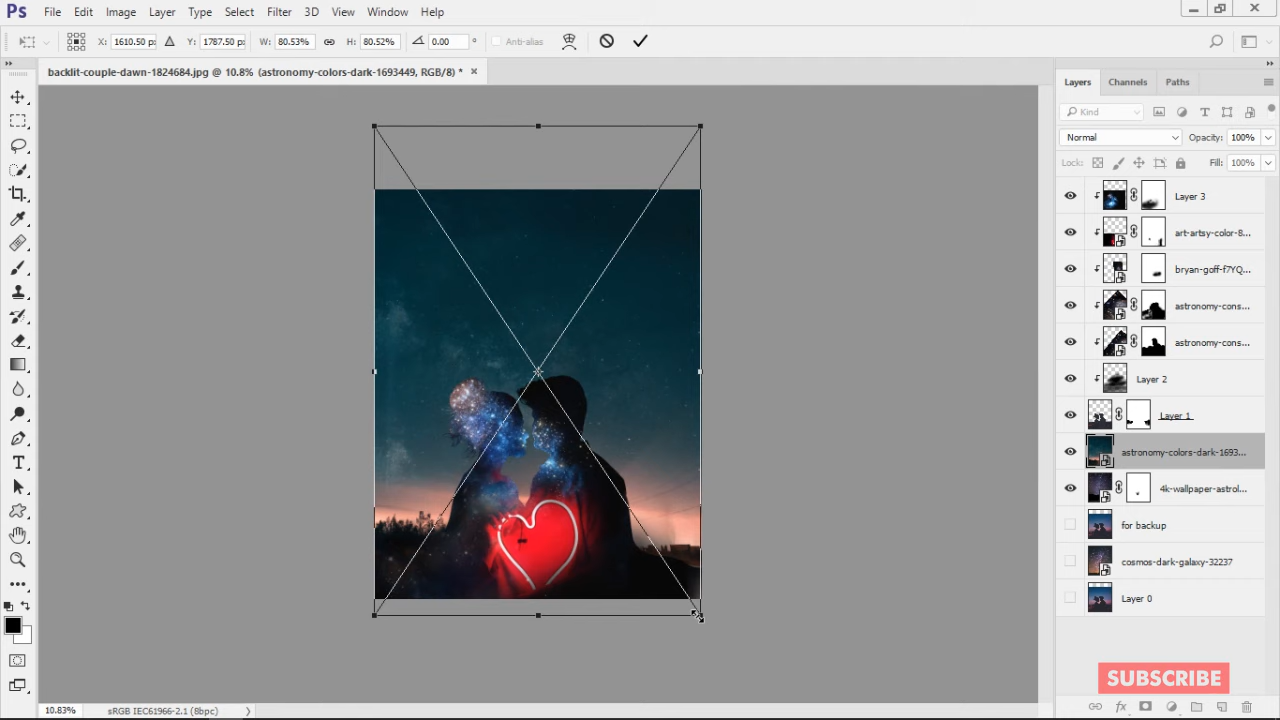 Ps File Edit Image Layer Type Select Filter 3D View Window Help
X: 1610.50 p: Y: 1787.50 p: W: 80.53% H: 80.52% 0.00 ° Anti-alias
backlit-couple-dawn-1824684.jpg @ 10.8% (astronomy-colors-dark-1693449, RGB/8) *
Layers Channels Paths
Kind
Normal Opacity: 100%
Lock: Fill: 100%
Layer 3
art-artsy-color-8...
bryan-goff-f7YQ...
astronomy-cons...
astronomy-cons...
Layer 2
Layer 1
astronomy-colors-dark-1693...
4k-wallpaper-astrol...
for backup
cosmos-dark-galaxy-32237
Layer 0
SUBSCRIBE
10.83% sRGB IEC61966-2.1 (8bpc)
fx